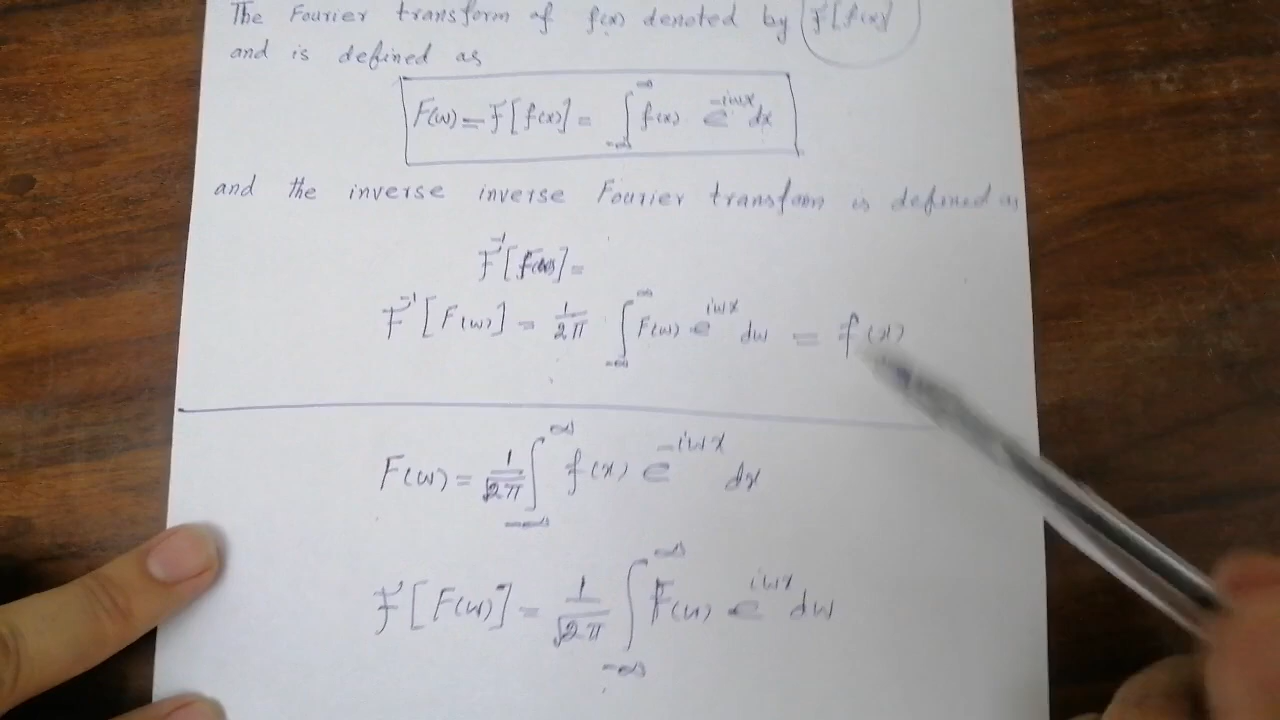 The Fourier transform of f(x) denoted by F[f(x)]
and is defined as
F(ω) = F[f(x)] = ∫_{-∞}^{∞} f(x) e^{-iωx} dx
and the inverse inverse Fourier transform is defined as
F^{-1}[F(ω)] =
F^{-1}[F(ω)] = 1/2π ∫_{-∞}^{∞} F(ω) e^{iωx} dω = f(x)
F(ω) = 1/√2π ∫_{-∞}^{∞} f(x) e^{-iωx} dx
F^{-1}[F(ω)] = 1/√2π ∫_{-∞}^{∞} F(ω) e^{iωx} dω